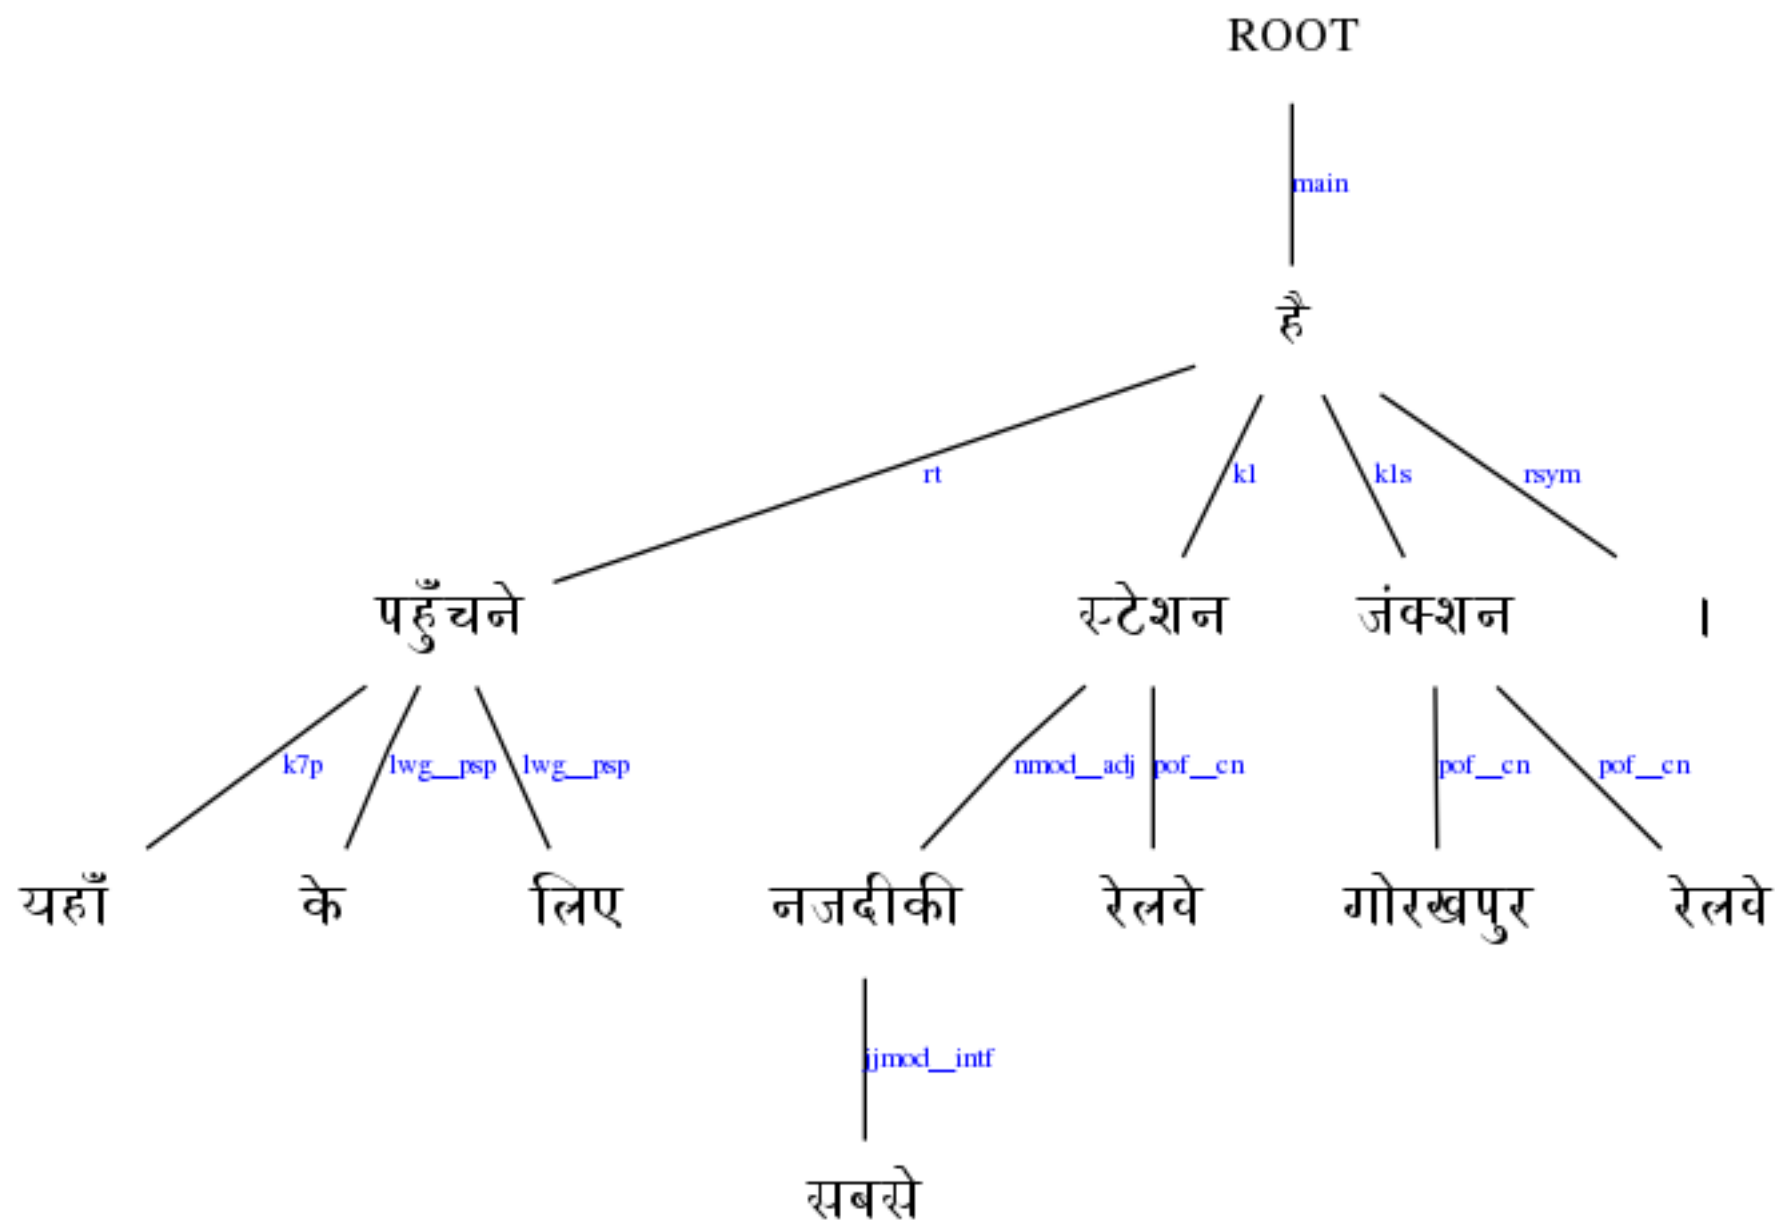 ROOT
main
है
rt k1 k1s rsym
पहुँचने स्टेशन जंक्शन ।
k7p lwg__psp lwg__psp nmod__adj pof__cn pof__cn pof__cn
यहाँ के लिए नजदीकी रेलवे गोरखपुर रेलवे
jjmod__intf
सबसे